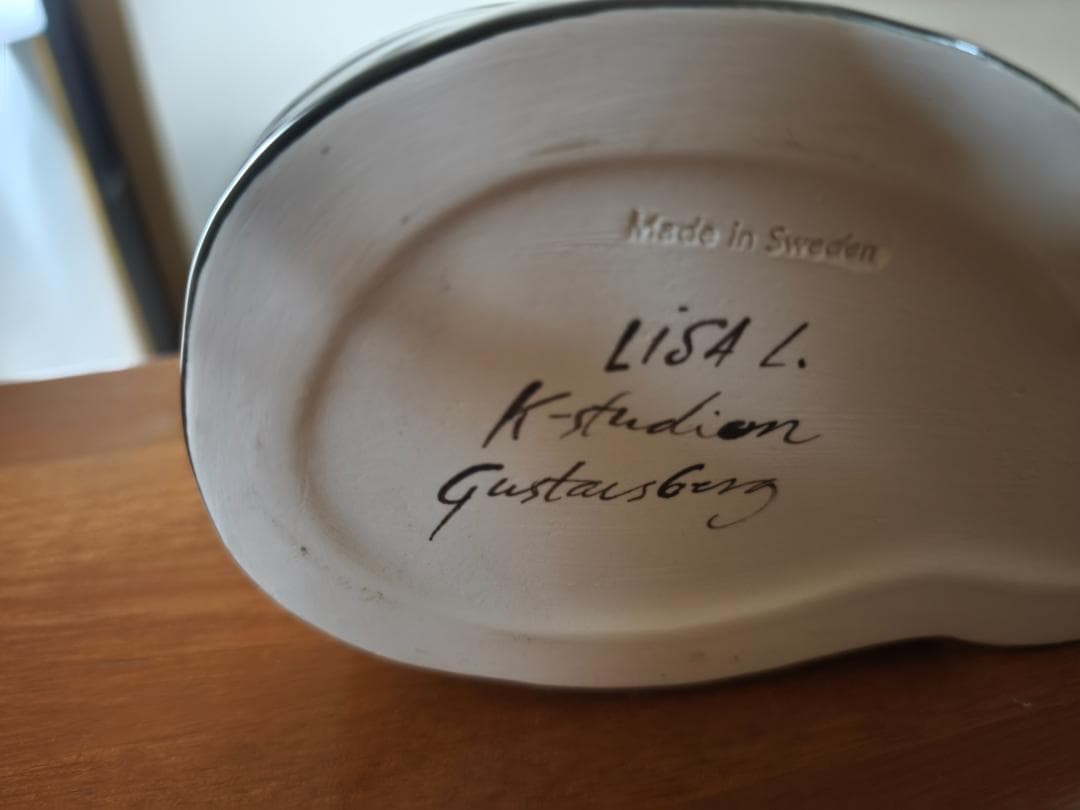 Made in Sweden
LiSA L.
K-studion
Gustavsberg